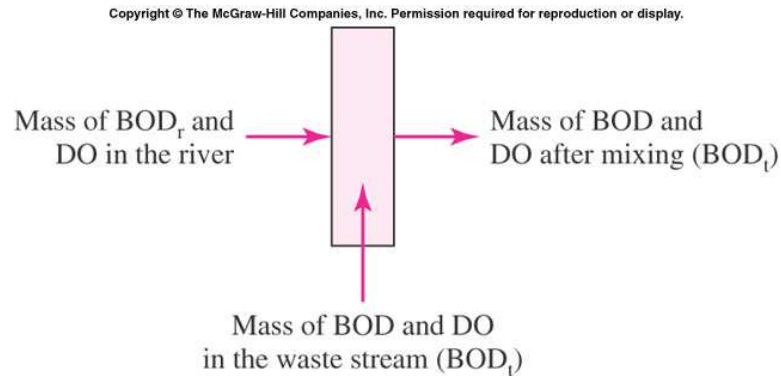 Copyright © The McGraw-Hill Companies, Inc. Permission required for reproduction or display.
Mass of BODᵣ and
DO in the river
Mass of BOD and
DO after mixing (BODₜ)
Mass of BOD and DO
in the waste stream (BODₜ)